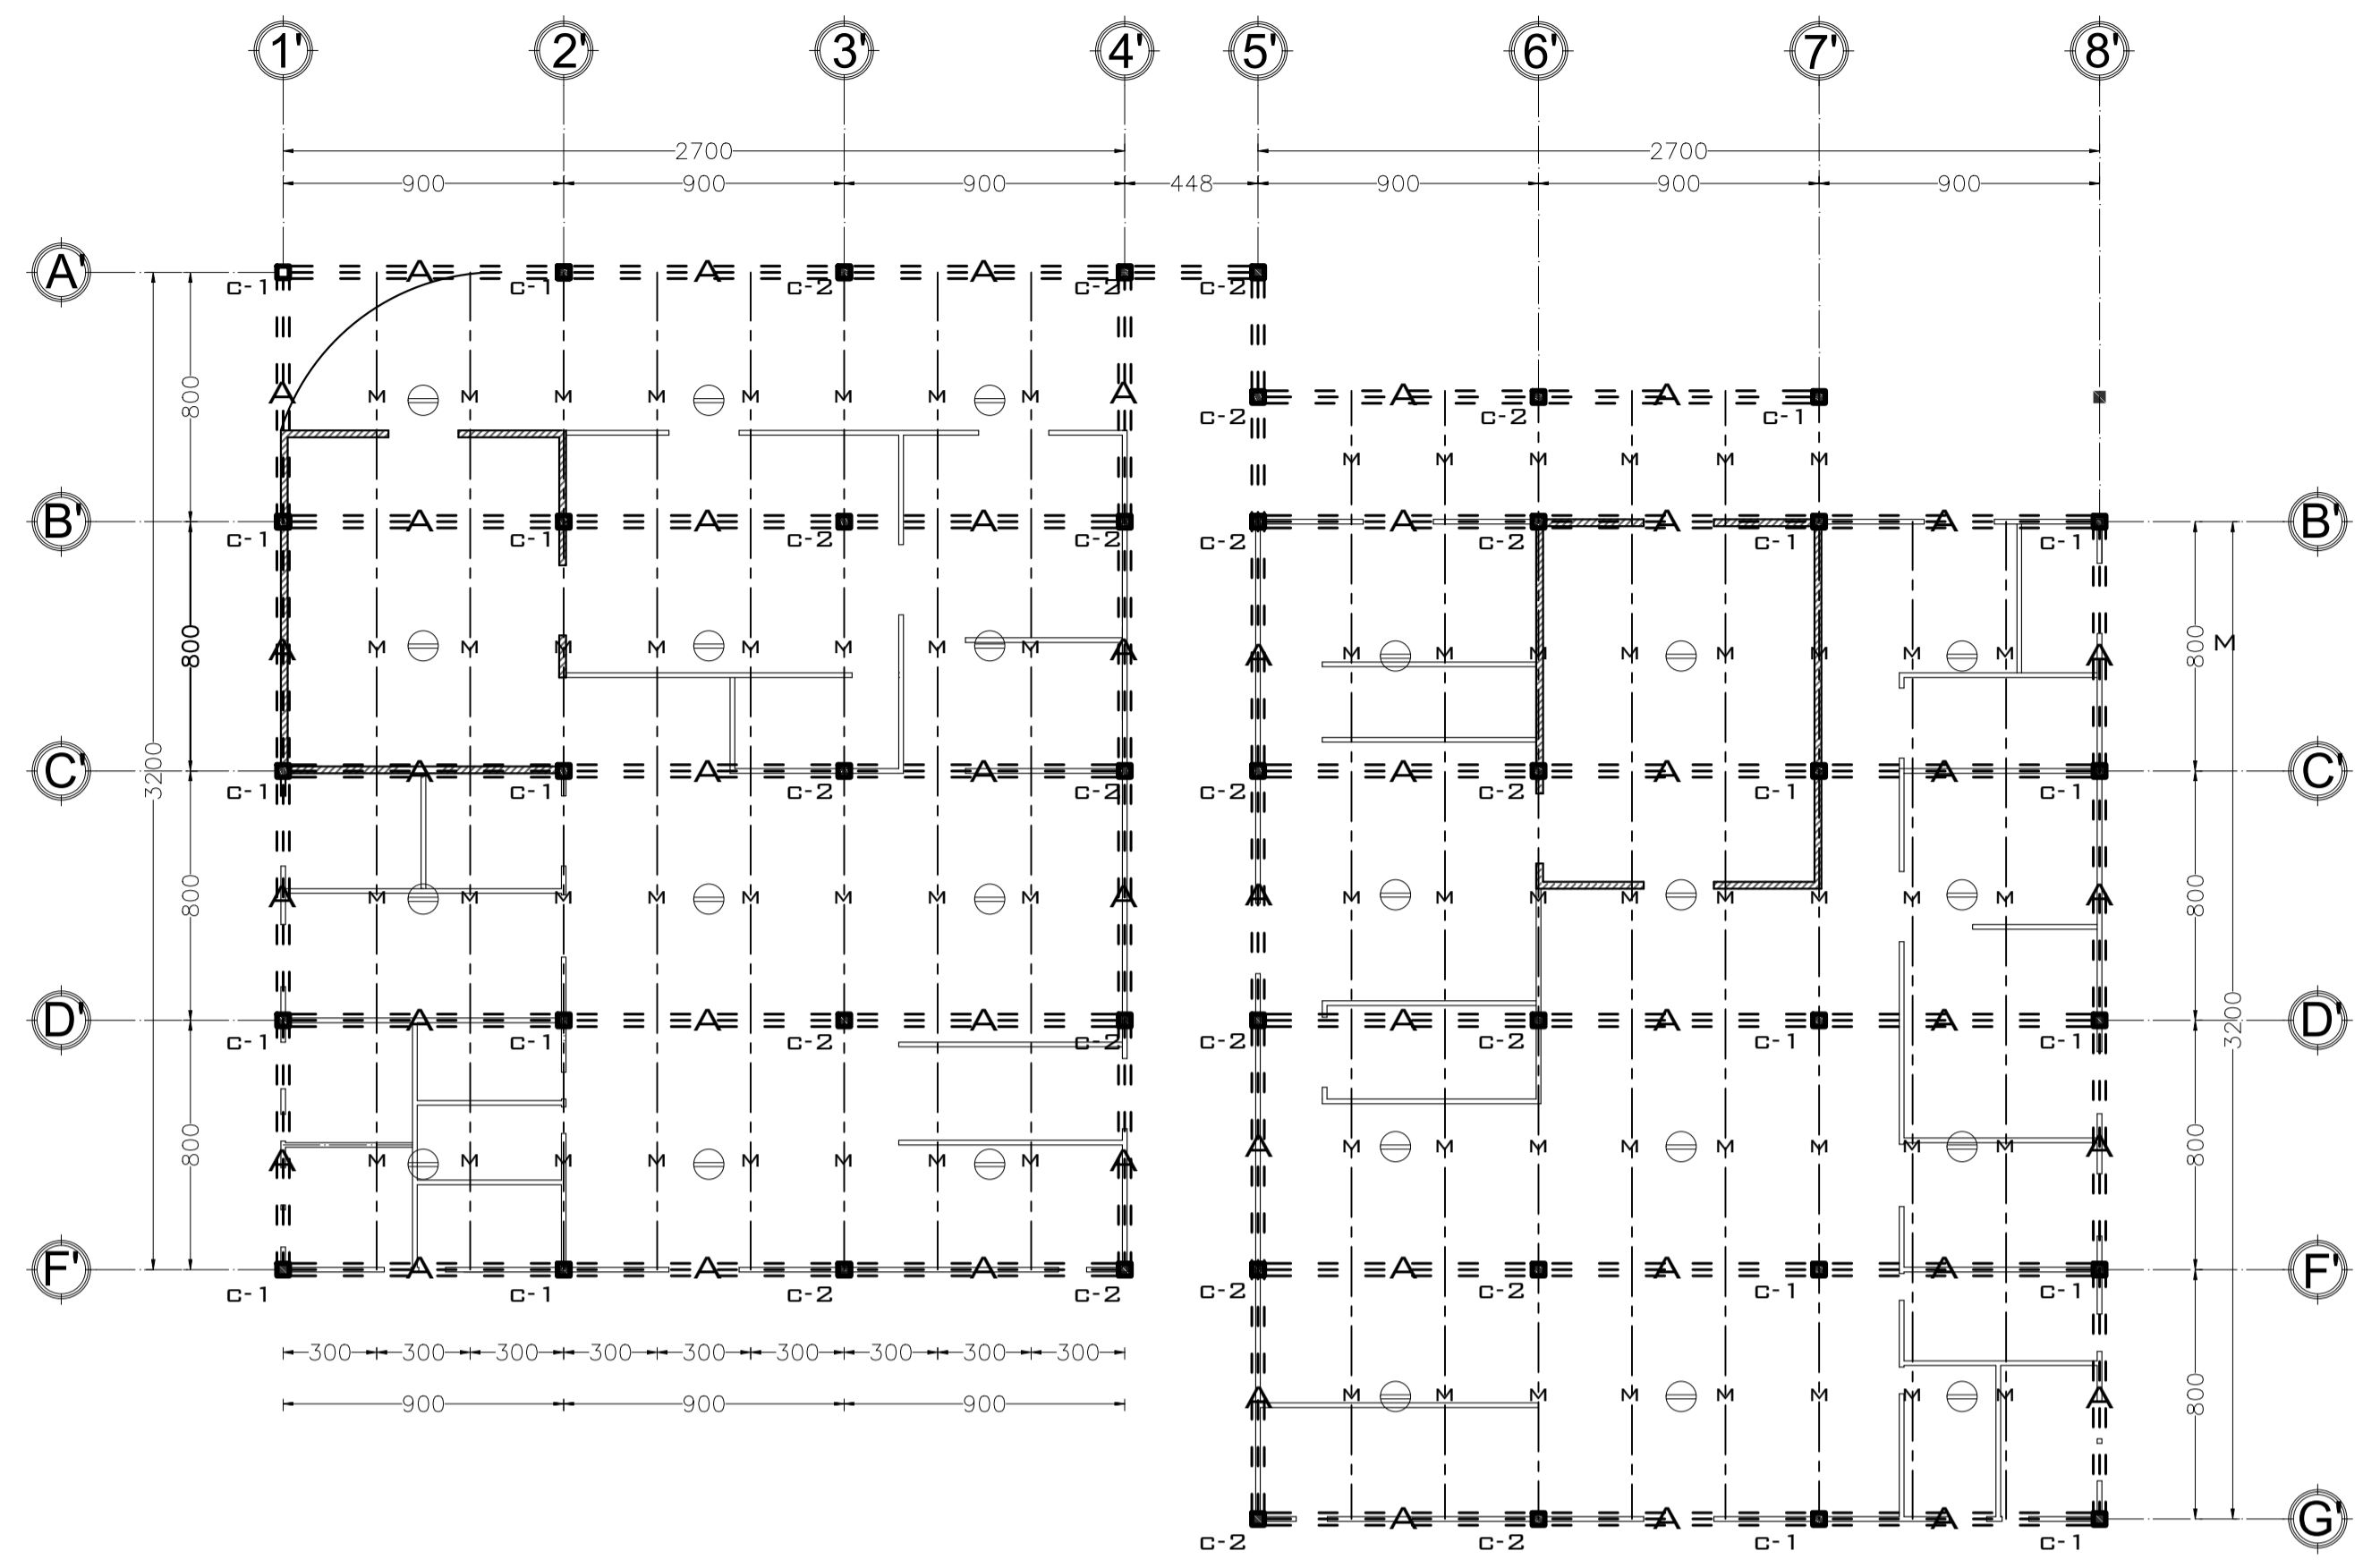 1' 2' 3' 4' 5' 6' 7' 8'
2700 2700
900 900 900 448 900 900 900
A' A A A
C-1 C-1 C-2 C-2 C-2
800 A M M M M M M M M A
A A
C-2 C-2 C-1
M M M M M M
B' A A A A A A B'
C-1 C-1 C-2 C-2 C-2 C-2 C-1 C-1
800 A M M M M M M M M A A M M M M M M M M A 800 M
3200
C' A A A A A A C'
C-1 C-1 C-2 C-2 C-2 C-2 C-1 C-1
800 A M M M M M M M M A A M M M M M M M M A 800
3200
D' A A A A A A D'
C-1 C-1 C-2 C-2 C-2 C-2 C-1 C-1
800 A M M M M M M M M A A M M M M M M M M A 800
F' A A A A A A F'
C-1 C-1 C-2 C-2 C-2 C-2 C-1 C-1
300 300 300 300 300 300 300 300 300
900 900 900
A M M M M M M M M A 800
A A A G'
C-2 C-2 C-1 C-1